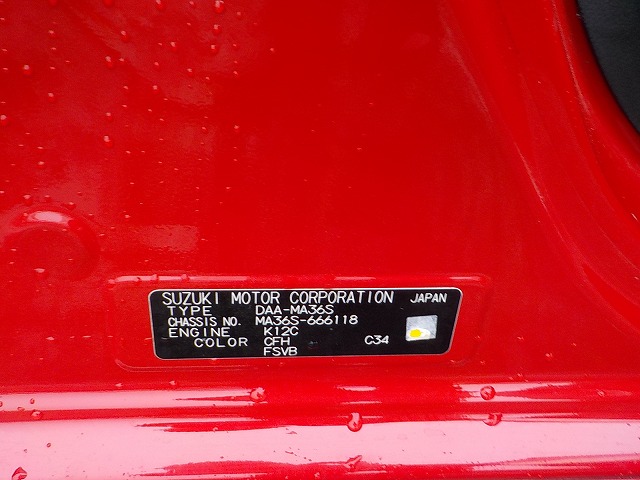 SUZUKI MOTOR CORPORATION JAPAN
TYPE DAA-MA36S
CHASSIS NO. MA36S-666118
ENGINE K12C
COLOR CFH C34
FSVB